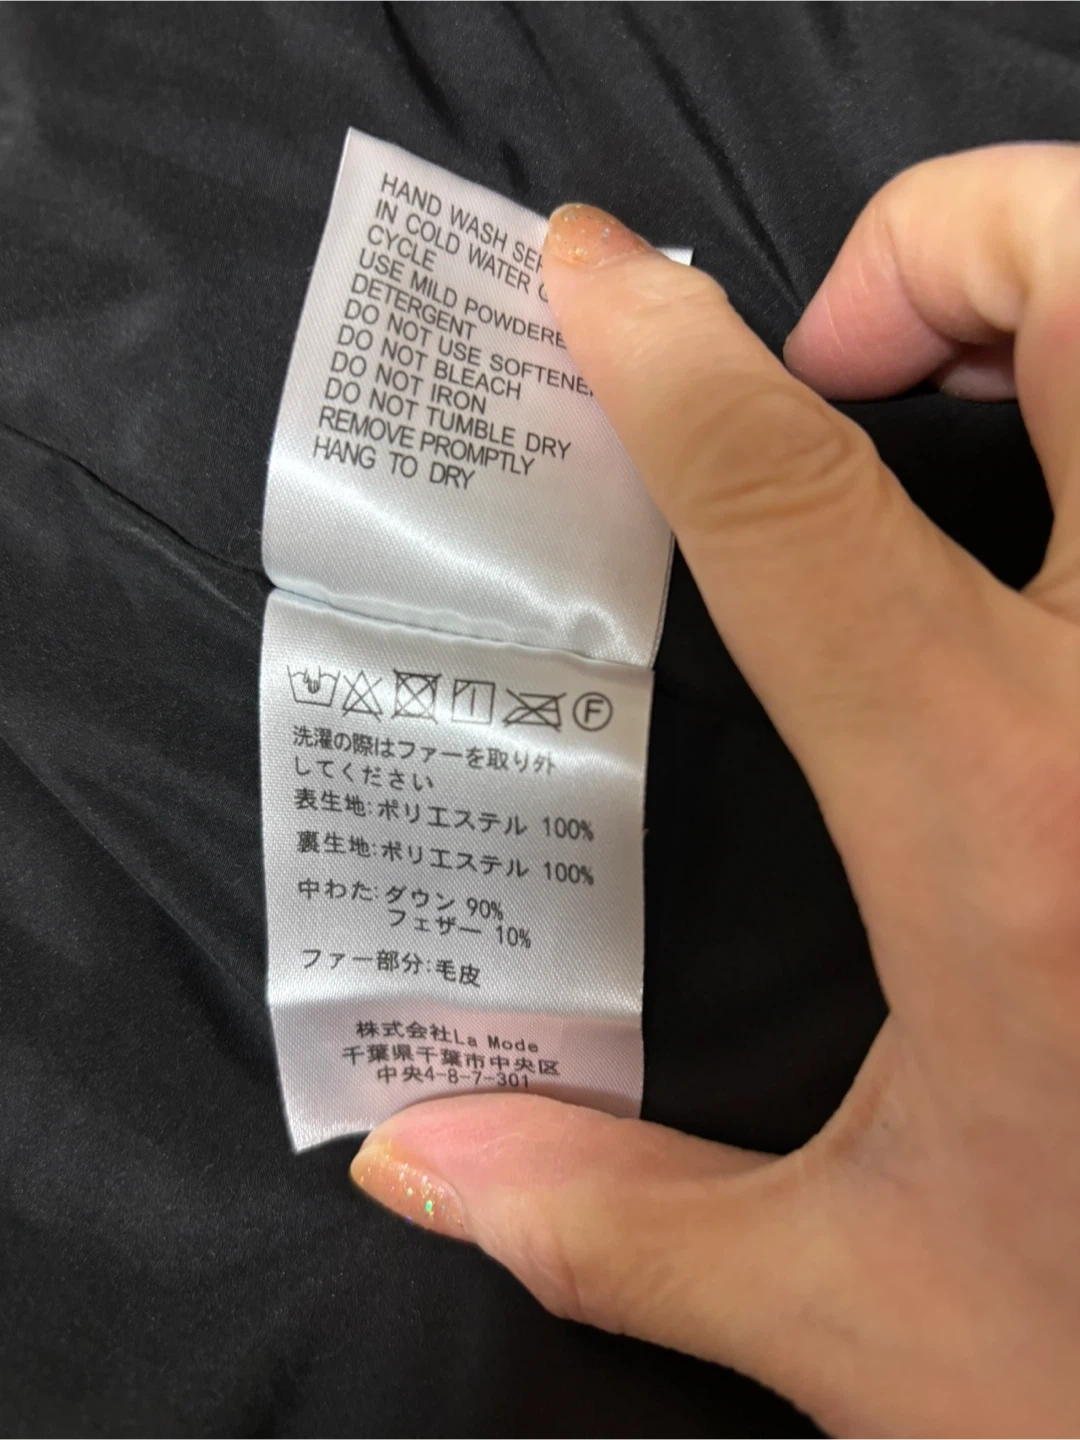 HAND WASH
IN COLD WATER
CYCLE
USE MILD
DETERGENT
DO NOT USE
DO NOT BLEACH
DO NOT IRON
DO NOT TUMBLE DRY
REMOVE PROMPTLY
HANG TO DRY
F
洗濯の際はファーを取り外
してください
表生地:ポリエステル 100%
裏生地:ポリエステル 100%
中わた:ダウン 90%
フェザー 10%
ファー部分:毛皮
株式会社La Mode
千葉県千葉市中央区
中央4-8-7-301